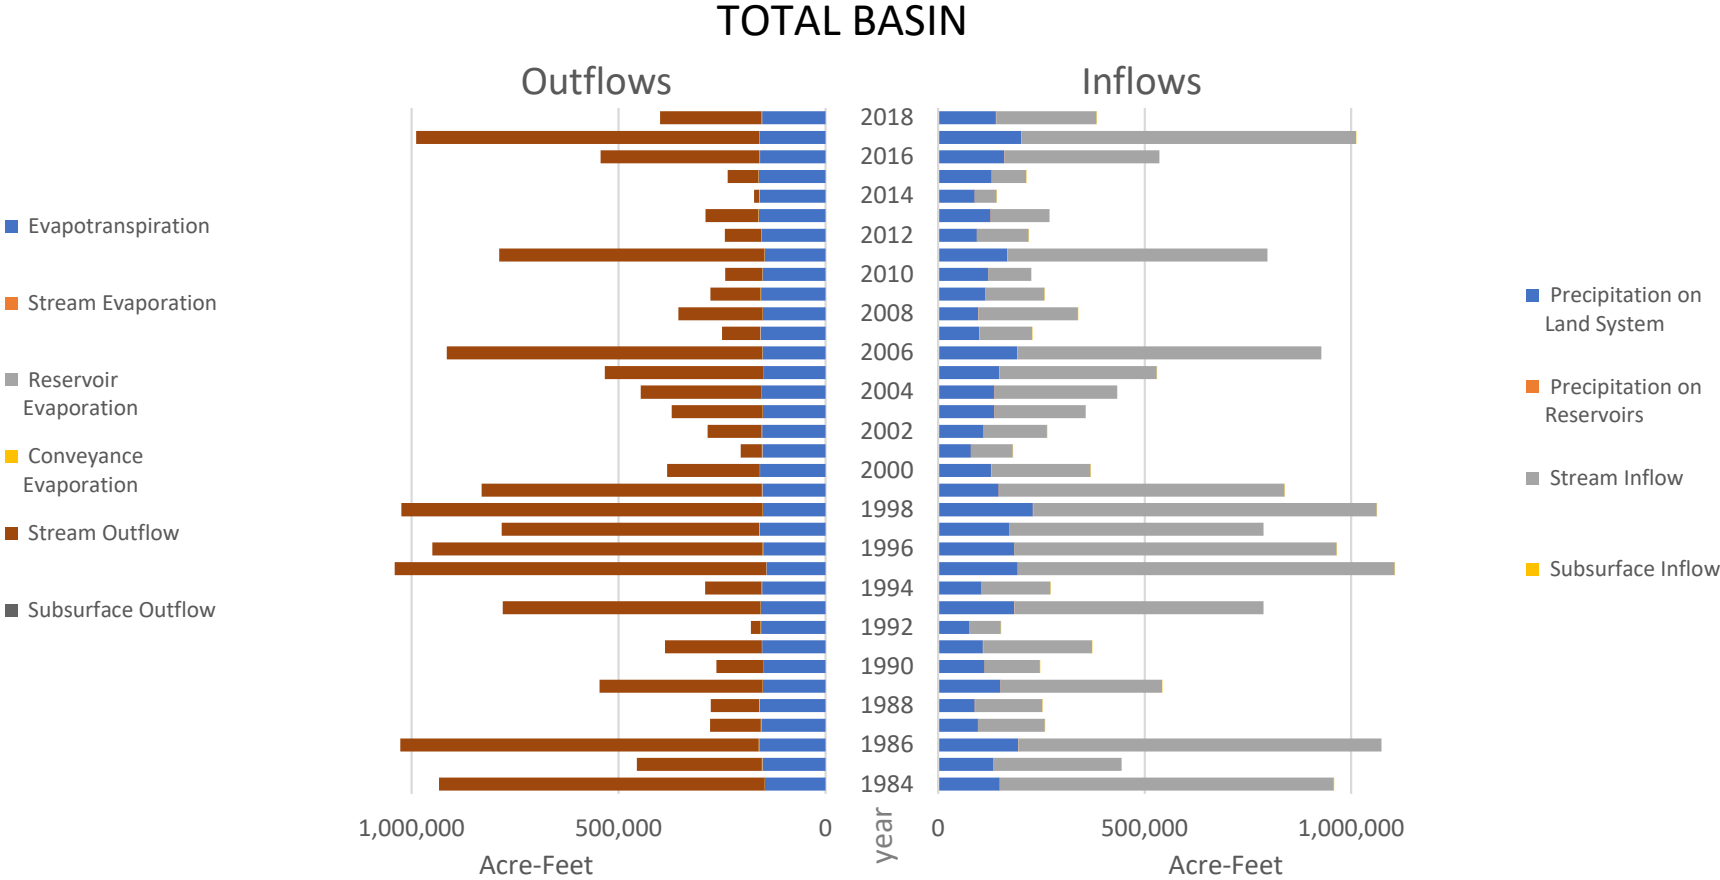 TOTAL BASIN
Outflows
Inflows
Evapotranspiration
Stream Evaporation
Reservoir
Evaporation
Conveyance
Evaporation
Stream Outflow
Subsurface Outflow
2018
2016
2014
2012
2010
2008
2006
2004
2002
2000
1998
1996
1994
1992
1990
1988
1986
1984
Precipitation on
Land System
Precipitation on
Reservoirs
Stream Inflow
Subsurface Inflow
1,000,000
500,000
0
year
0
500,000
1,000,000
Acre-Feet
Acre-Feet